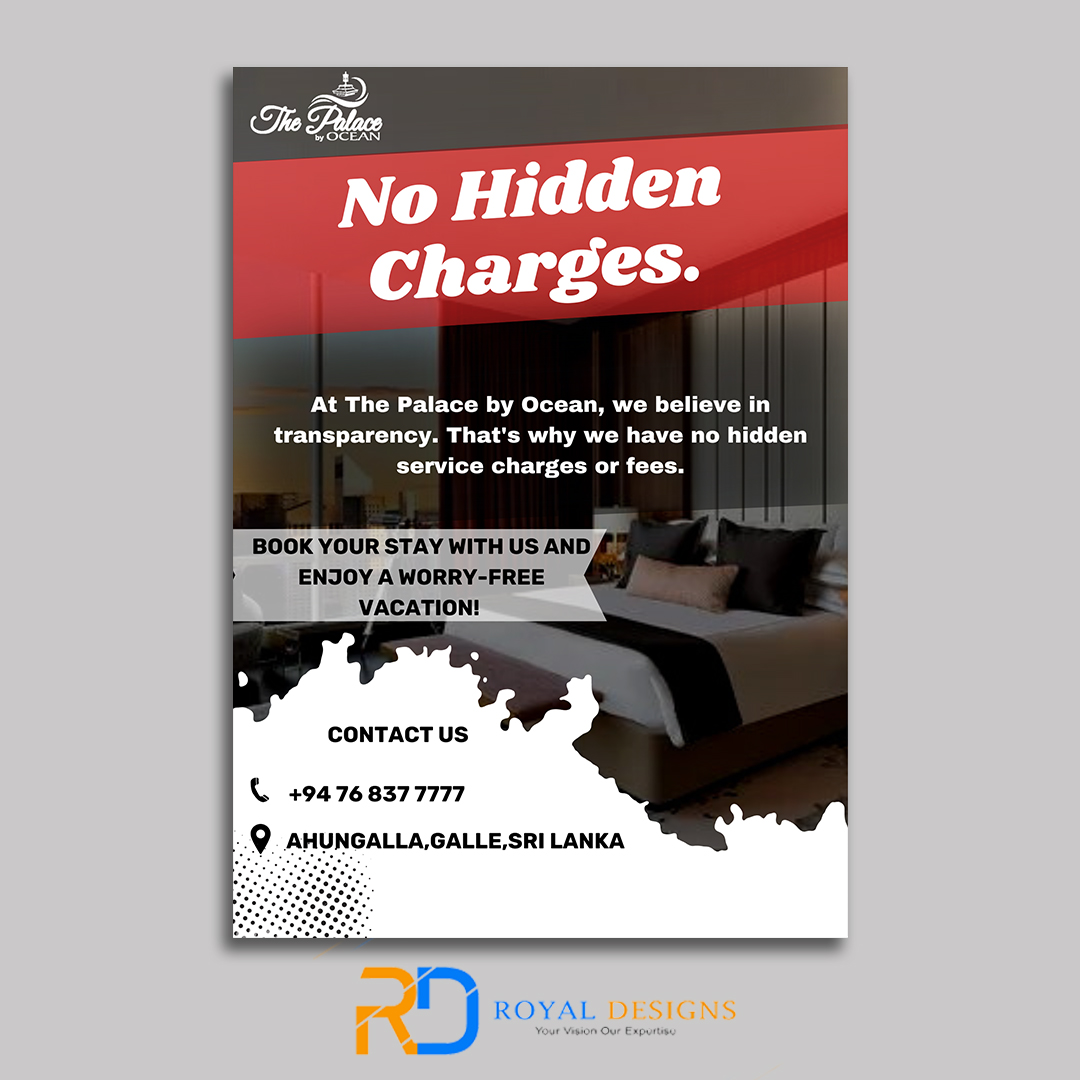 The Palace
by OCEAN
No Hidden
Charges.
At The Palace by Ocean, we believe in
transparency. That's why we have no hidden
service charges or fees.
BOOK YOUR STAY WITH US AND
ENJOY A WORRY-FREE
VACATION!
CONTACT US
+94 76 837 7777
AHUNGALLA,GALLE,SRI LANKA
RD
ROYAL DESIGNS
Your Vision Our Expertise